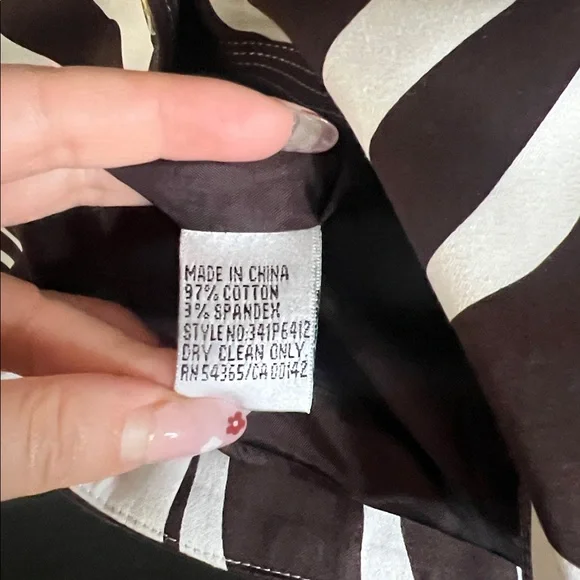 MADE IN CHINA
97% COTTON
3% SPANDEX
STYLE NO:341P6412
DRY CLEAN ONLY.
RN 54365/CA 00142